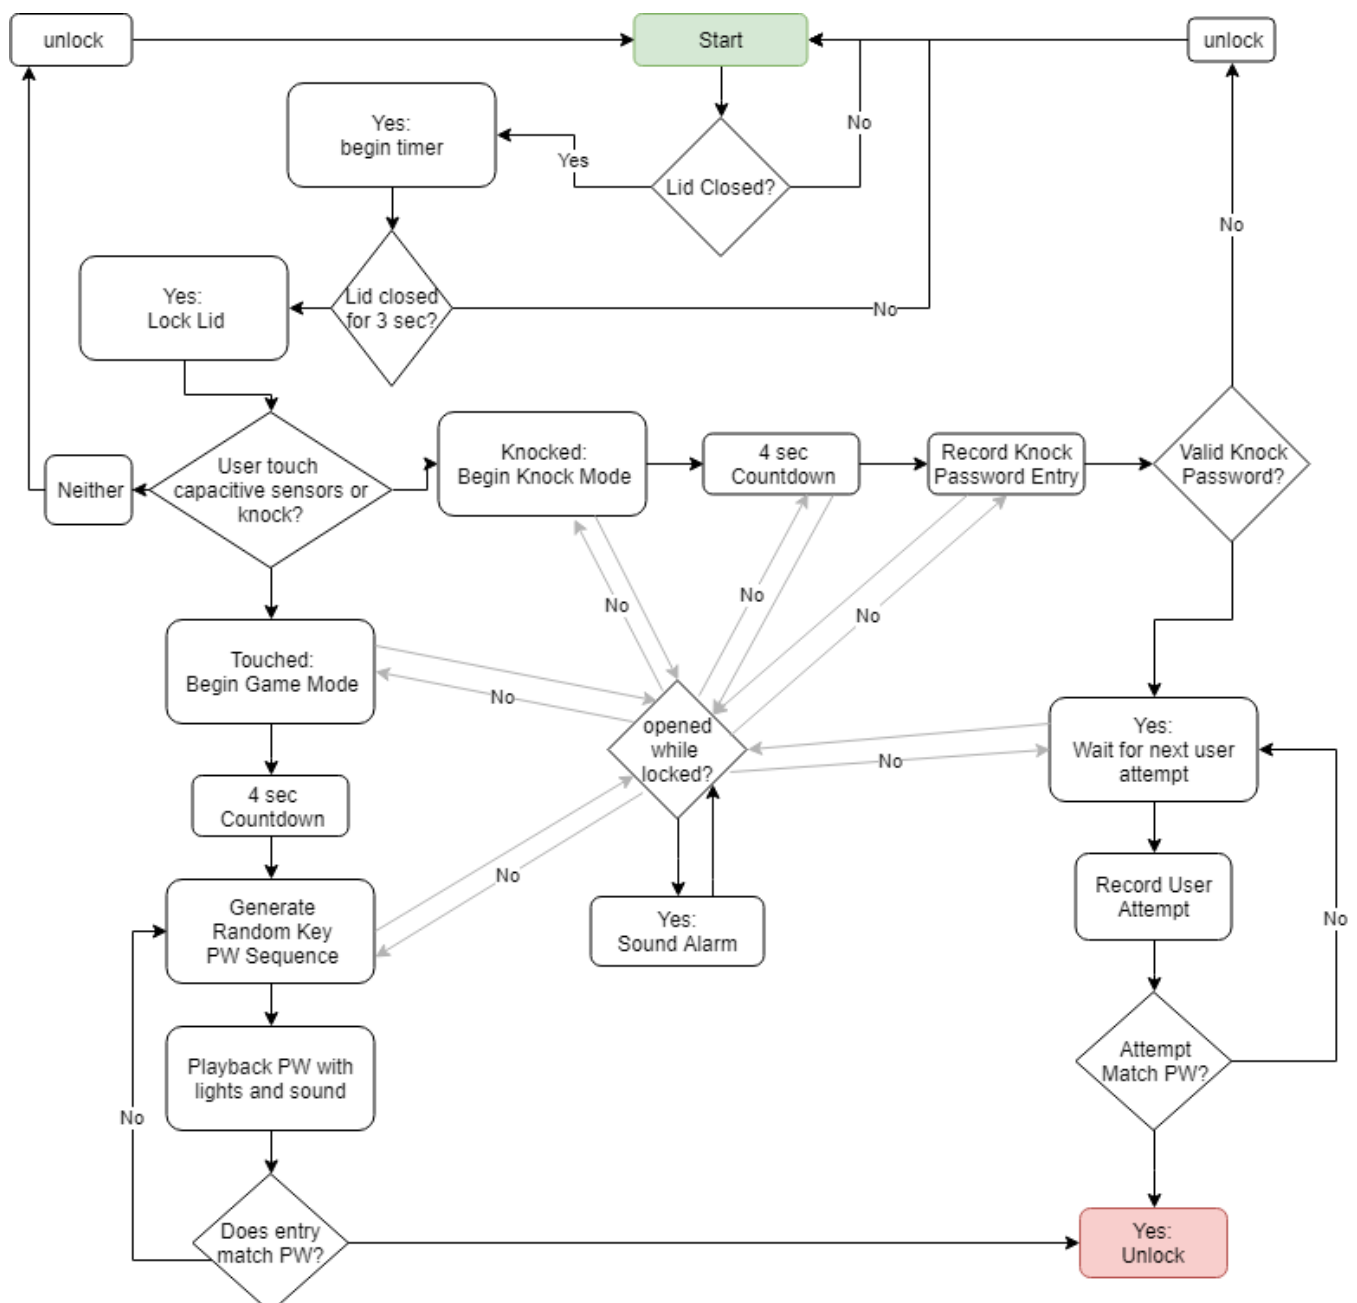 unlock
Start
unlock
Yes:
begin timer
Yes
No
Lid Closed?
No
Yes:
Lock Lid
Lid closed
for 3 sec?
No
User touch
capacitive sensors or
knock?
Neither
Knocked:
Begin Knock Mode
4 sec
Countdown
Record Knock
Password Entry
Valid Knock
Password?
No
No
No
Touched:
Begin Game Mode
No
opened
while
locked?
No
Yes:
Wait for next user
attempt
4 sec
Countdown
No
Generate
Random Key
PW Sequence
Yes:
Sound Alarm
Record User
Attempt
No
Playback PW with
lights and sound
No
Attempt
Match PW?
Does entry
match PW?
Yes:
Unlock